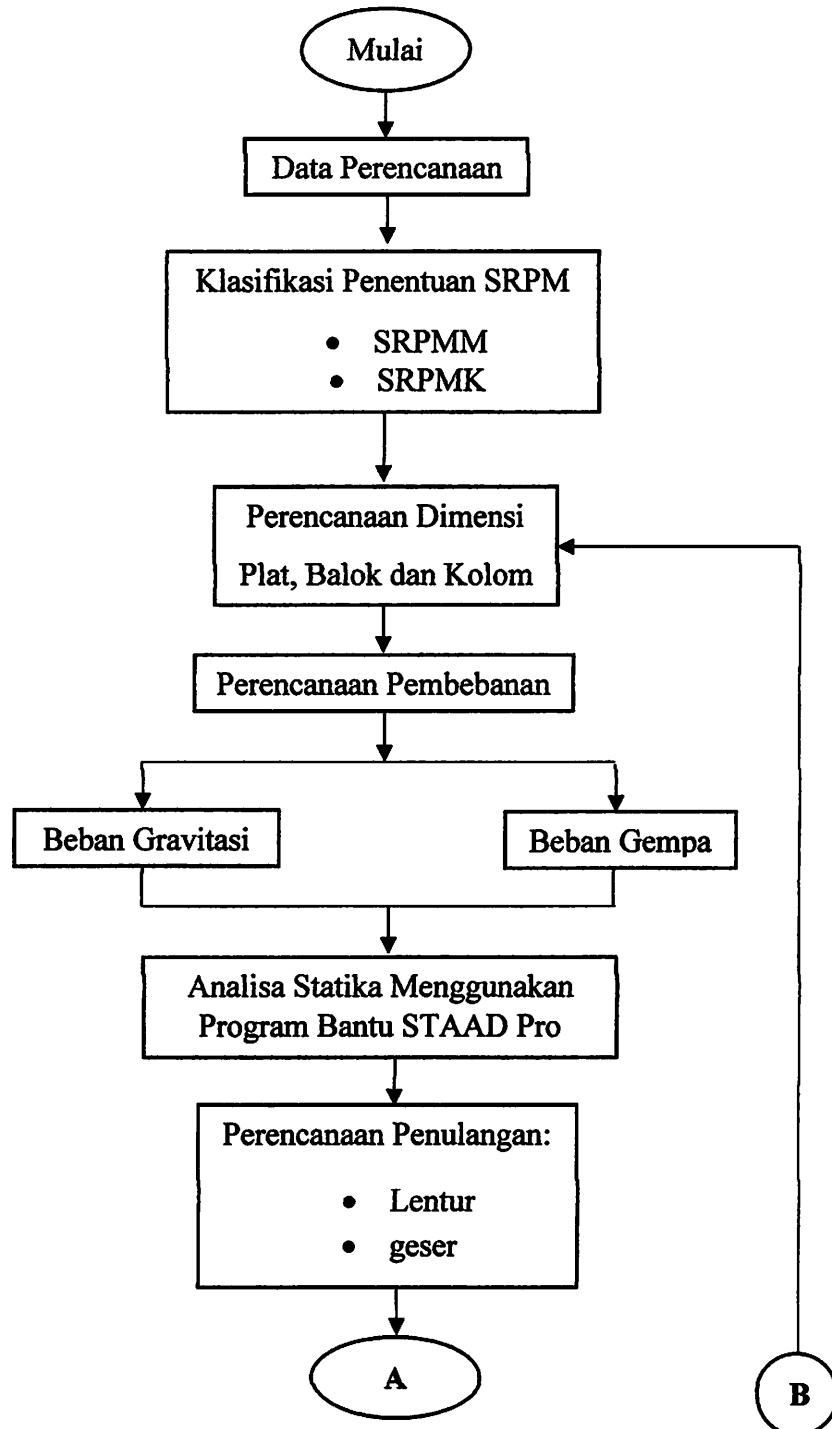 Mulai
Data Perencanaan
Klasifikasi Penentuan SRPM
• SRPMM
• SRPMK
Perencanaan Dimensi
Plat, Balok dan Kolom
Perencanaan Pembebanan
Beban Gravitasi
Beban Gempa
Analisa Statika Menggunakan
Program Bantu STAAD Pro
Perencanaan Penulangan:
• Lentur
• geser
A
B